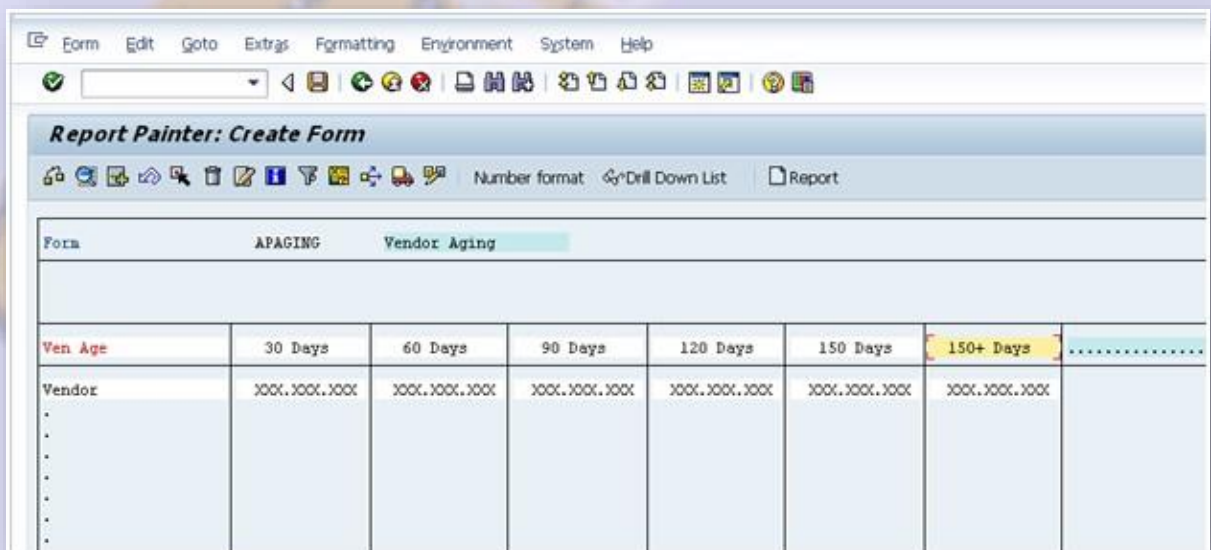 Form Edit Goto Extras Formatting Environment System Help
Report Painter: Create Form
Number format Drill Down List Report
Form APAGING Vendor Aging
Ven Age 30 Days 60 Days 90 Days 120 Days 150 Days 150+ Days ...............
Vendor XXX.XXX.XXX XXX.XXX.XXX XXX.XXX.XXX XXX.XXX.XXX XXX.XXX.XXX XXX.XXX.XXX
.
.
.
.
.
.